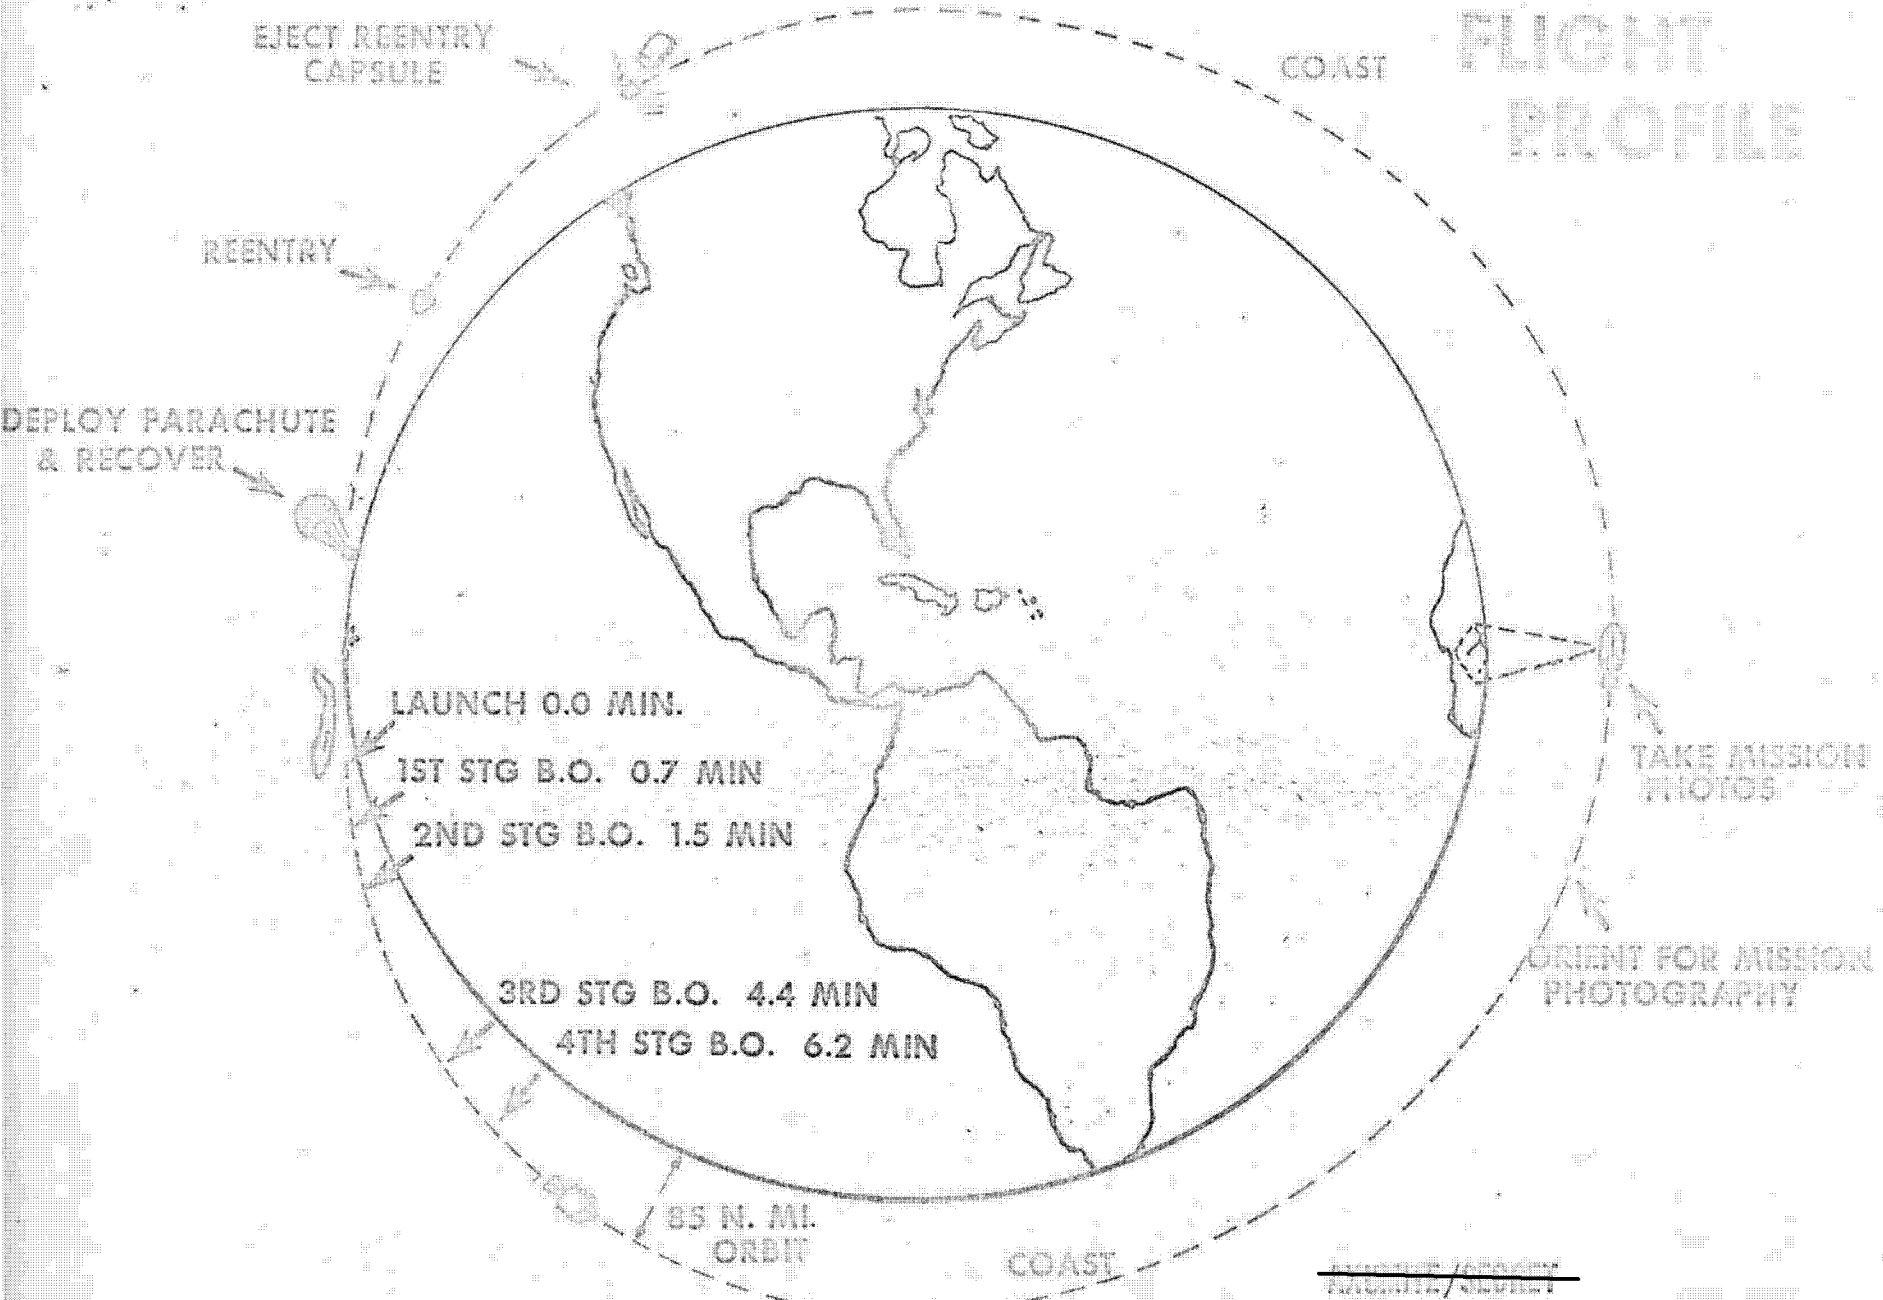 FLIGHT
PROFILE
EJECT REENTRY
CAPSULE
COAST
REENTRY
DEPLOY PARACHUTE
& RECOVER
LAUNCH 0.0 MIN.
1ST STG B.O. 0.7 MIN
2ND STG B.O. 1.5 MIN
TAKE MISSION
PHOTOS
ORIENT FOR MISSION
PHOTOGRAPHY
3RD STG B.O. 4.4 MIN
4TH STG B.O. 6.2 MIN
85 N. MI.
ORBIT
COAST
/SECRET